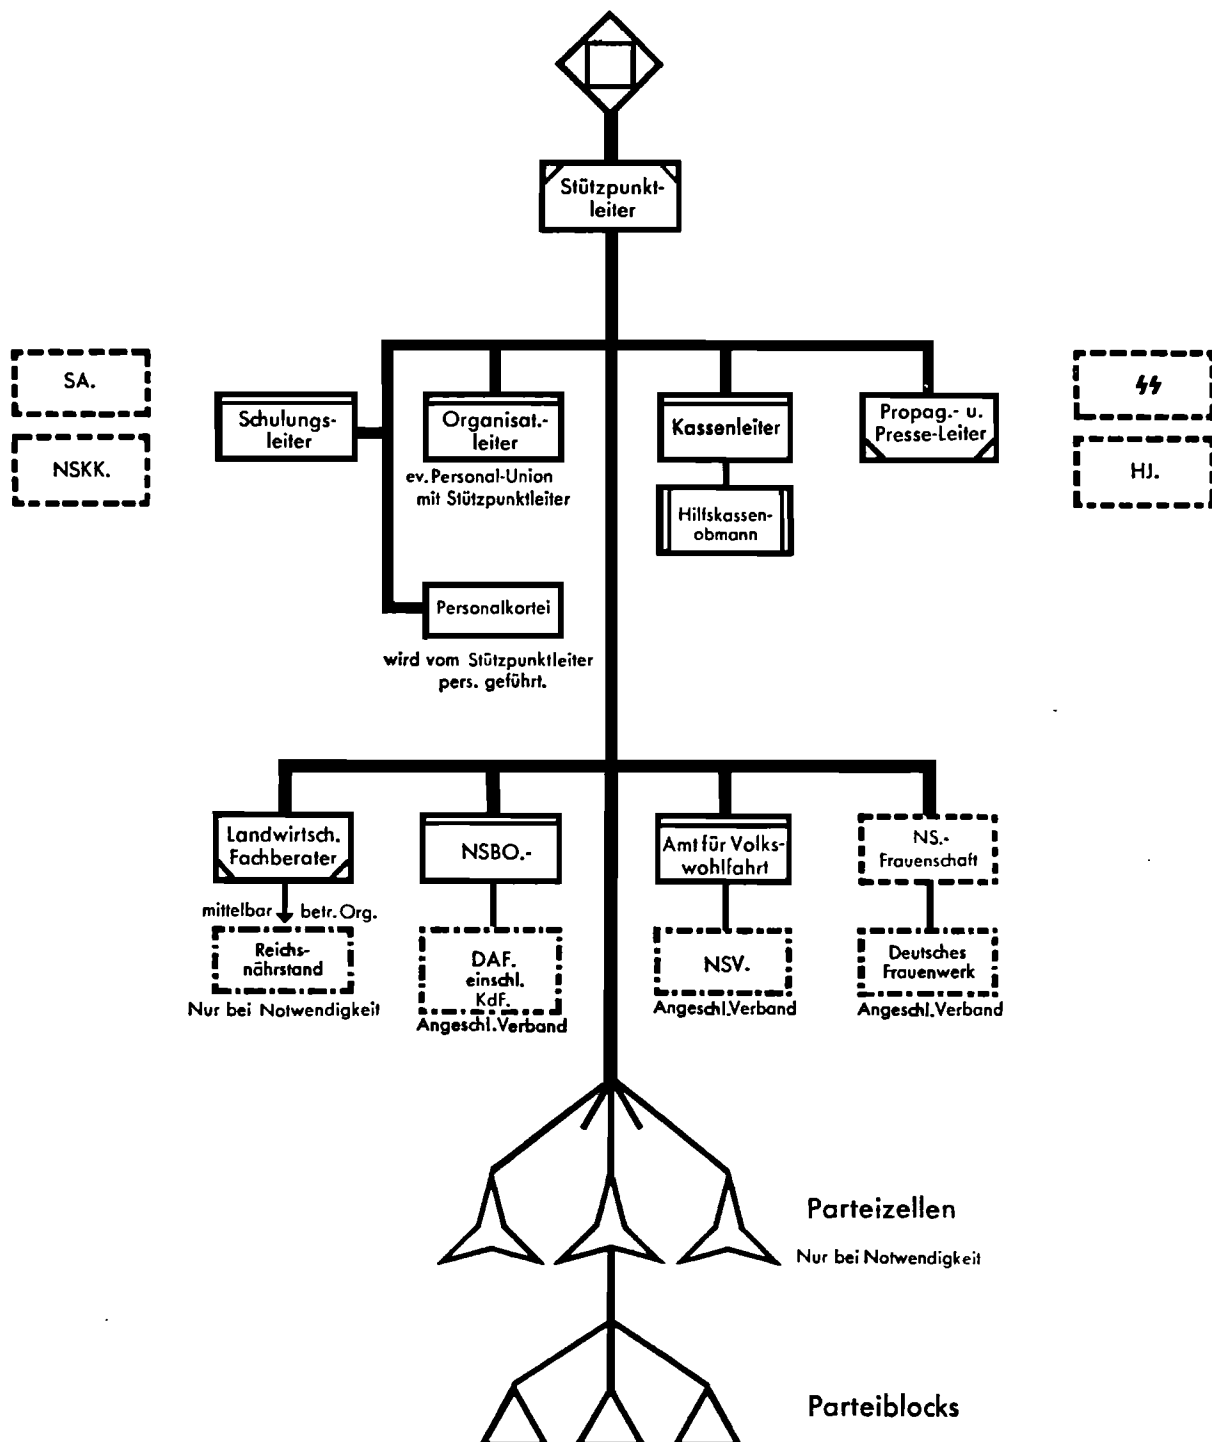 Stützpunkt-
leiter
SA.
NSKK.
Schulungs-
leiter
Organisat.-
leiter
ev. Personal-Union
mit Stützpunktleiter
Kassenleiter
Hilfskassen-
obmann
Propag.- u.
Presse-Leiter
ᛋᛋ
HJ.
Personalkartei
wird vom Stützpunktleiter
pers. geführt.
Landwirtsch.
Fachberater
mittelbar betr. Org.
Reichs-
nährstand
Nur bei Notwendigkeit
NSBO.-
DAF.
einschl.
KdF.
Angeschl. Verband
Amt für Volks-
wohlfahrt
NSV.
Angeschl. Verband
NS.-
Frauenschaft
Deutsches
Frauenwerk
Angeschl. Verband
Parteizellen
Nur bei Notwendigkeit
Parteiblocks